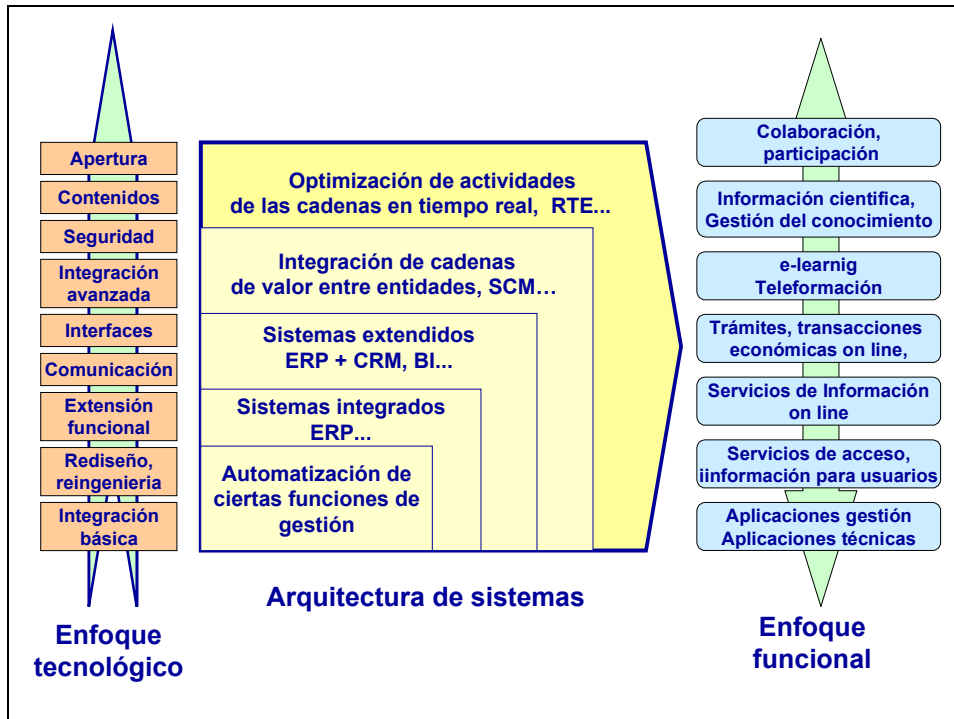 Apertura
Contenidos
Seguridad
Integración
avanzada
Interfaces
Comunicación
Extensión
funcional
Rediseño,
reingenieria
Integración
básica
Enfoque
tecnológico
Optimización de actividades
de las cadenas en tiempo real, RTE...
Integración de cadenas
de valor entre entidades, SCM…
Sistemas extendidos
ERP + CRM, BI...
Sistemas integrados
ERP...
Automatización de
ciertas funciones de
gestión
Arquitectura de sistemas
Colaboración,
participación
Información cientifica,
Gestión del conocimiento
e-learnig
Teleformación
Trámites, transacciones
económicas on line,
Servicios de Información
on line
Servicios de acceso,
iinformación para usuarios
Aplicaciones gestión
Aplicaciones técnicas
Enfoque
funcional